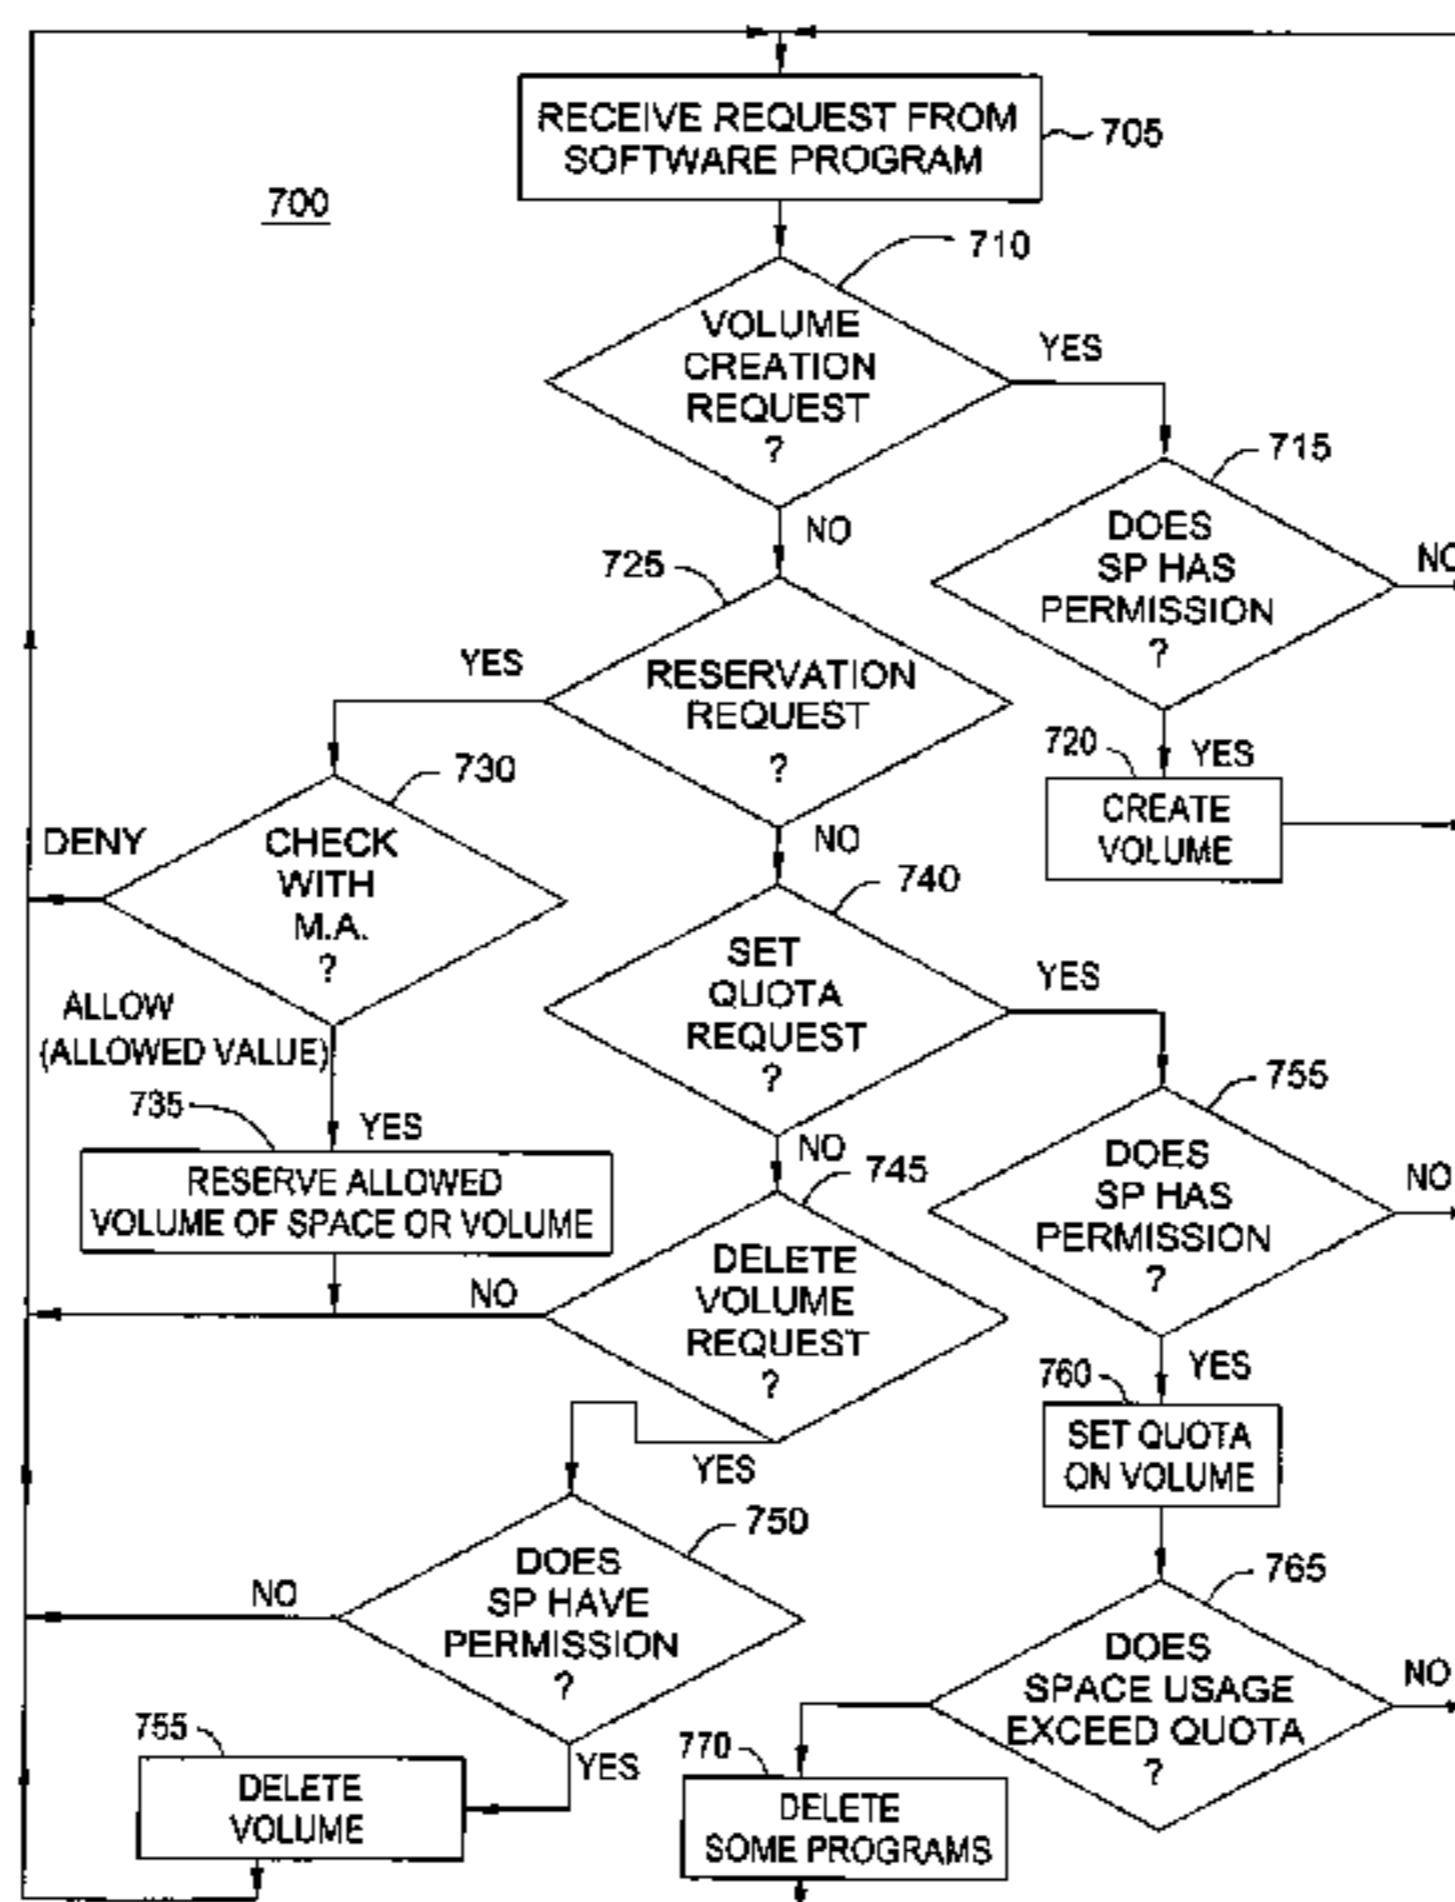 RECEIVE REQUEST FROM
SOFTWARE PROGRAM
705
700
710
VOLUME
CREATION
REQUEST
?
YES
715
DOES
SP HAS
PERMISSION
?
NO
NO
725
RESERVATION
REQUEST
?
YES
720
YES
CREATE
VOLUME
730
DENY
CHECK
WITH
M.A.
?
NO
740
SET
QUOTA
REQUEST
?
YES
ALLOW
(ALLOWED VALUE)
735
YES
RESERVE ALLOWED
VOLUME OF SPACE OR VOLUME
NO
745
755
DOES
SP HAS
PERMISSION
?
NO
DELETE
VOLUME
REQUEST
?
NO
YES
760
YES
SET QUOTA
ON VOLUME
750
DOES
SP HAVE
PERMISSION
?
NO
765
DOES
SPACE USAGE
EXCEED QUOTA
?
NO
755
YES
DELETE
VOLUME
770
DELETE
SOME PROGRAMS